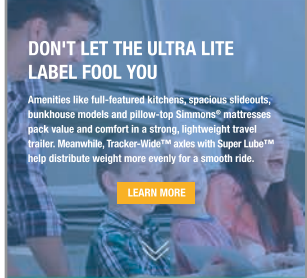 DON'T LET THE ULTRA LITE
LABEL FOOL YOU
Amenities like full-featured kitchens, spacious slideouts,
bunkhouse models and pillow-top Simmons® mattresses
pack value and comfort in a strong, lightweight travel
trailer. Meanwhile, Tracker-Wide™ axles with Super Lube™
help distribute weight more evenly for a smooth ride.
LEARN MORE